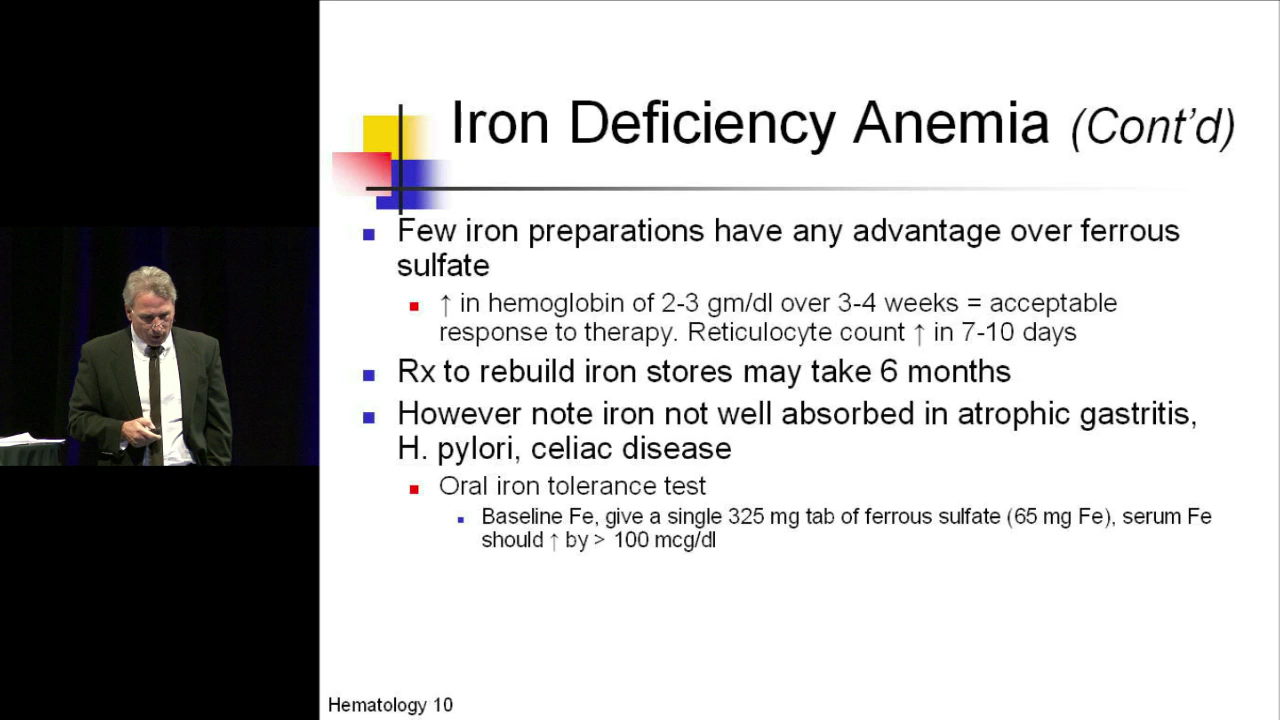 Iron Deficiency Anemia (Cont'd)
Few iron preparations have any advantage over ferrous
sulfate
↑ in hemoglobin of 2-3 gm/dl over 3-4 weeks = acceptable
response to therapy. Reticulocyte count ↑ in 7-10 days
Rx to rebuild iron stores may take 6 months
However note iron not well absorbed in atrophic gastritis,
H. pylori, celiac disease
Oral iron tolerance test
Baseline Fe, give a single 325 mg tab of ferrous sulfate (65 mg Fe), serum Fe
should ↑ by > 100 mcg/dl
Hematology 10